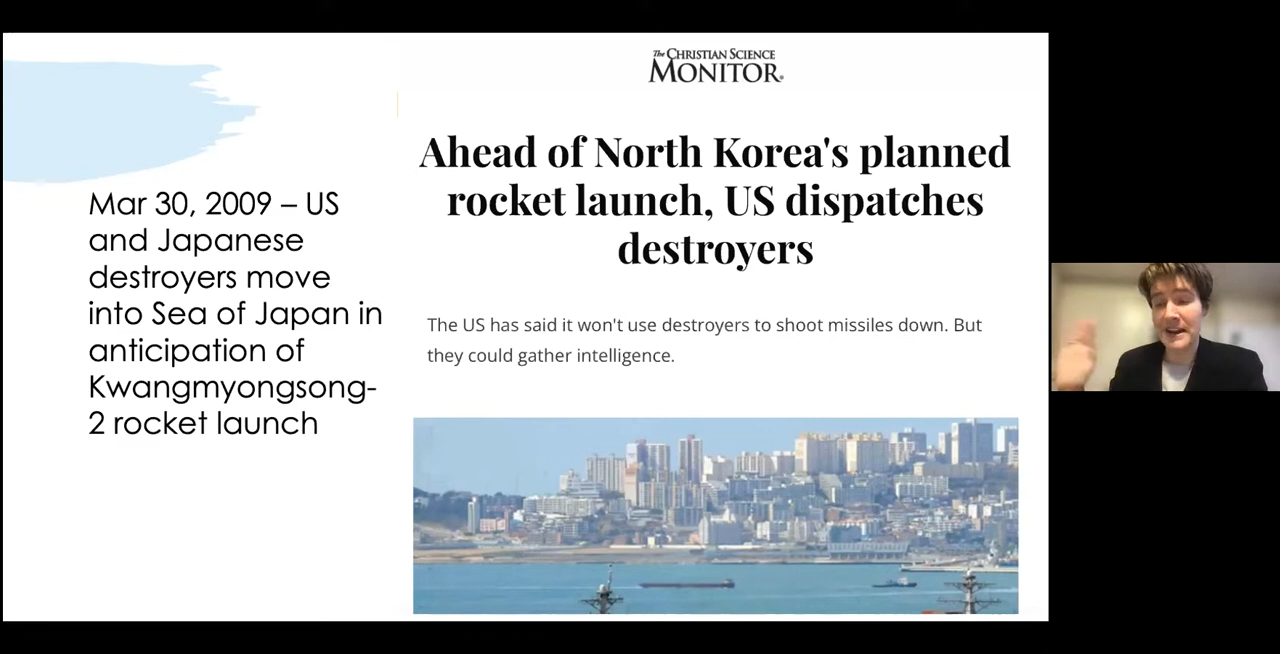 Mar 30, 2009 – US
and Japanese
destroyers move
into Sea of Japan in
anticipation of
Kwangmyongsong-
2 rocket launch
The CHRISTIAN SCIENCE
MONITOR®
Ahead of North Korea's planned
rocket launch, US dispatches
destroyers
The US has said it won't use destroyers to shoot missiles down. But
they could gather intelligence.